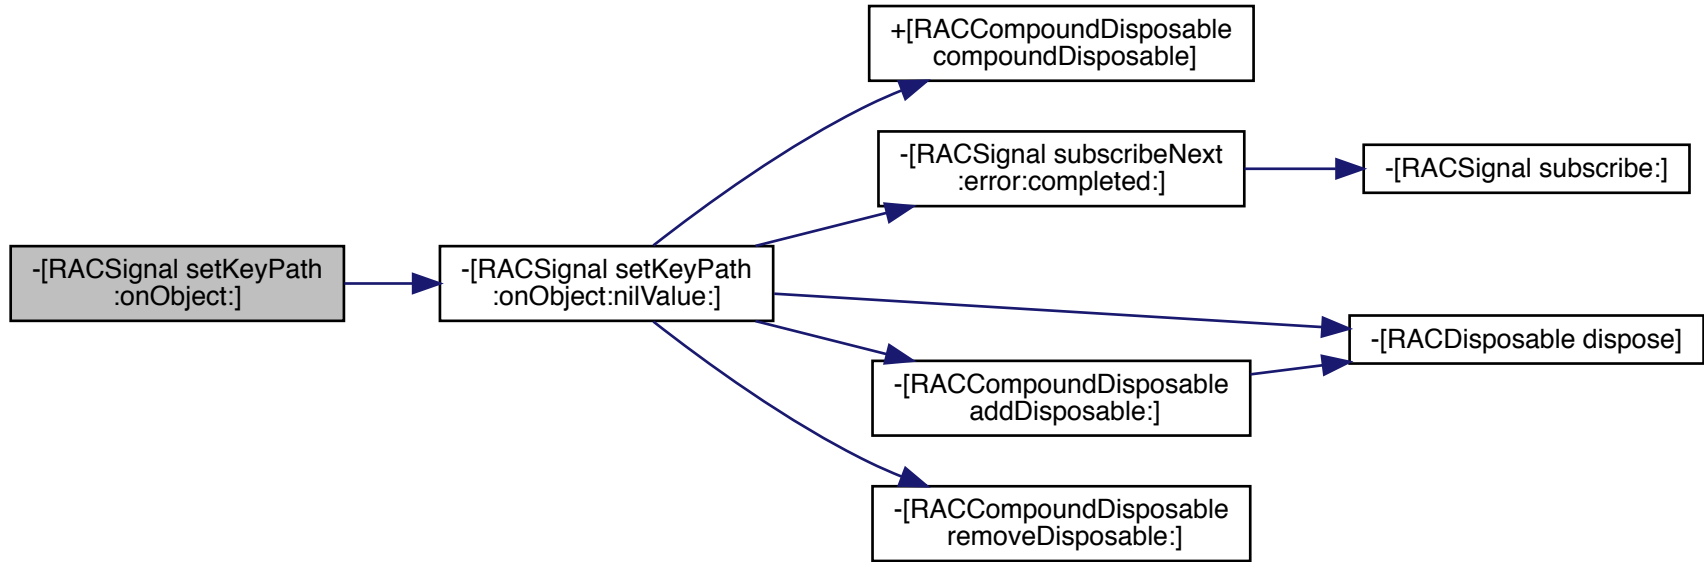 -[RACSignal setKeyPath
:onObject:]
-[RACSignal setKeyPath
:onObject:nilValue:]
+[RACCompoundDisposable
compoundDisposable]
-[RACSignal subscribeNext
:error:completed:]
-[RACSignal subscribe:]
-[RACDisposable dispose]
-[RACCompoundDisposable
addDisposable:]
-[RACCompoundDisposable
removeDisposable:]